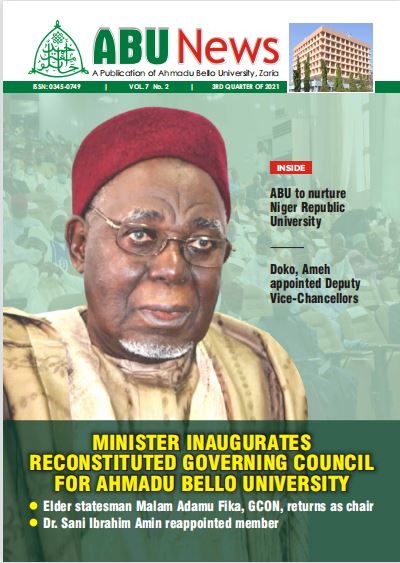 ABU News
A Publication of Ahmadu Bello University, Zaria
ISSN: 0345-0749 | VOL. 7 No. 2 | 3RD QUARTER OF 2021
INSIDE
ABU to nurture
Niger Republic
University
Doko, Ameh
appointed Deputy
Vice-Chancellors
MINISTER INAUGURATES
RECONSTITUTED GOVERNING COUNCIL
FOR AHMADU BELLO UNIVERSITY
• Elder statesman Malam Adamu Fika, GCON, returns as chair
• Dr. Sani Ibrahim Amin reappointed member